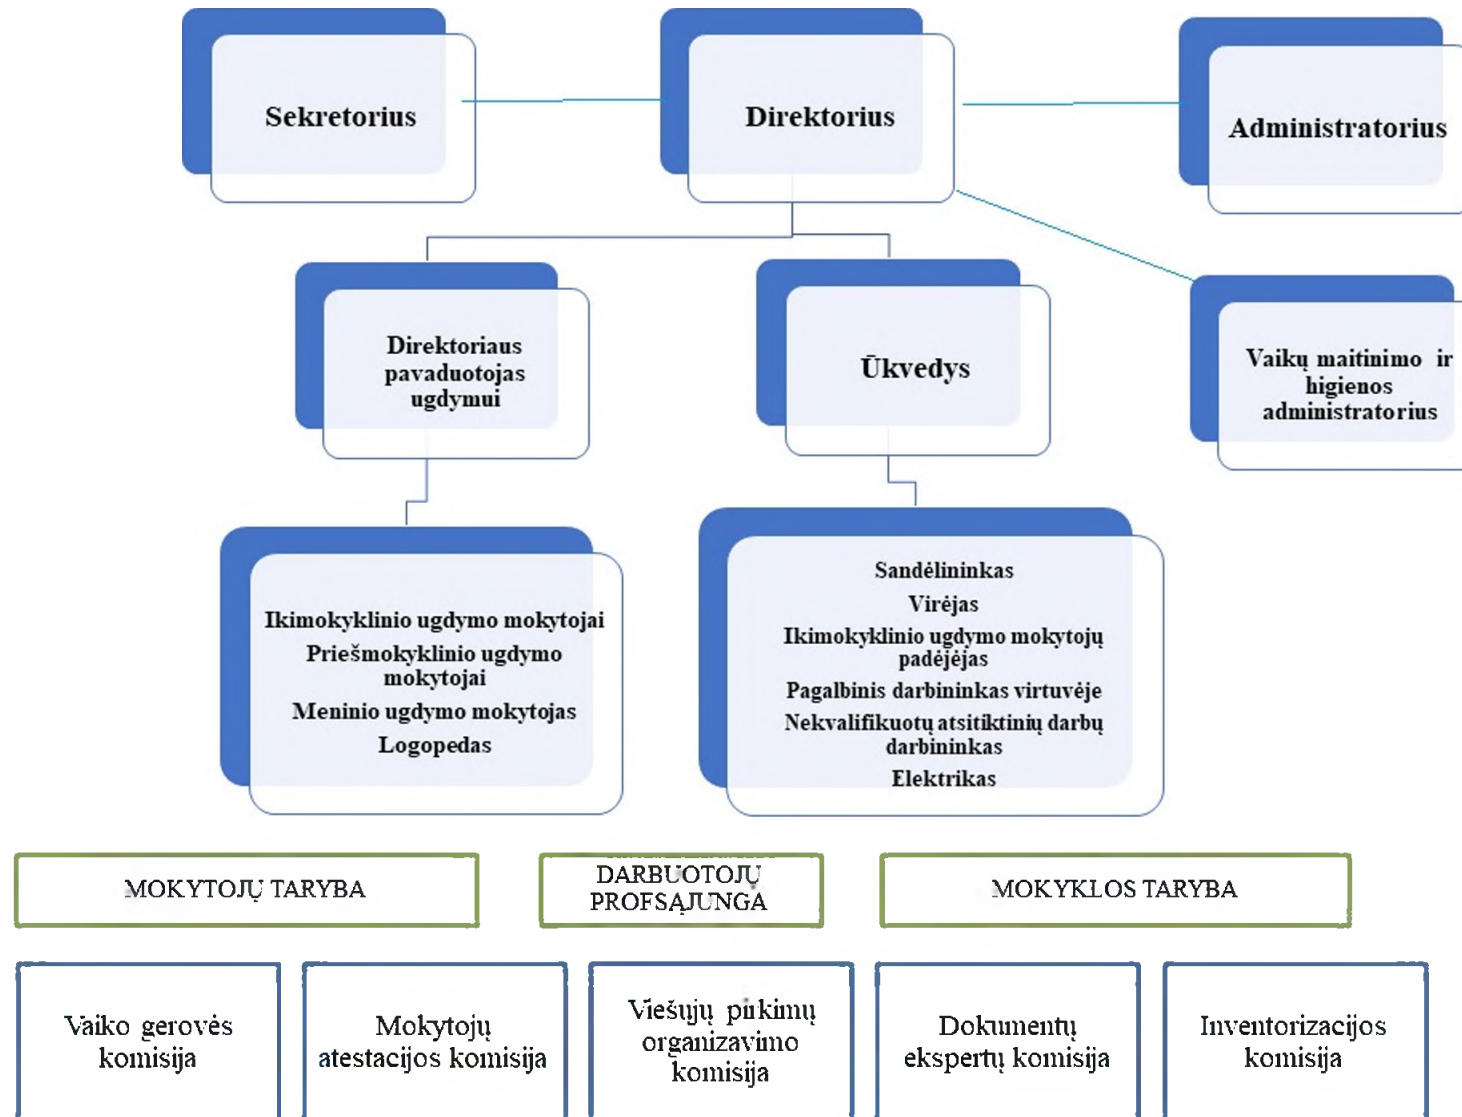 Sekretorius
Direktorius
Administratorius
Direktoriaus
pavaduotojas
ugdymui
Ūkvedys
Vaikų maitinimo ir
higienos
administratorius
Ikimokyklinio ugdymo mokytojai
Priešmokyklinio ugdymo
mokytojai
Meninio ugdymo mokytojas
Logopedas
Sandėlininkas
Virėjas
Ikimokyklinio ugdymo mokytojų
padėjėjas
Pagalbinis darbininkas virtuvėje
Nekvalifikuotų atsitiktinių darbų
darbininkas
Elektrikas
MOKYTOJŲ TARYBA
DARBUOTOJŲ
PROFSĄJUNGA
MOKYKLOS TARYBA
Vaiko gerovės
komisija
Mokytojų
atestacijos komisija
Viešųjų pirkimų
organizavimo
komisija
Dokumentų
ekspertų komisija
Inventorizacijos
komisija